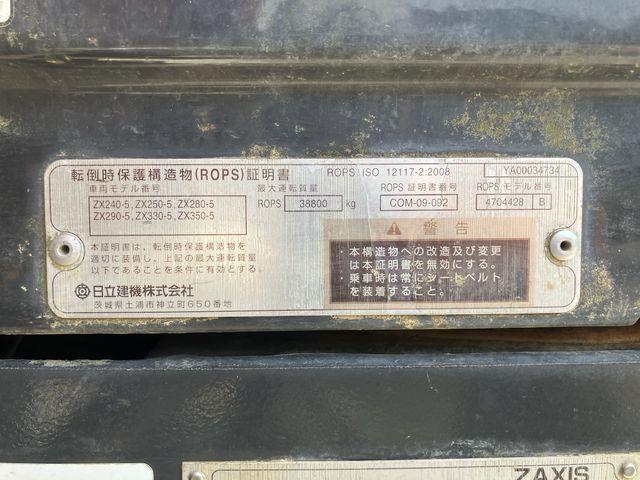 転倒時保護構造物(ROPS)証明書 ROPS ISO 12117-2:2008 YA00034734
車両モデル番号 最大運転質量 ROPS 証明書番号 ROPS モデル番号
ZX240-5, ZX250-5, ZX280-5 ROPS 38800 kg COM-09-092 4704428 B
ZX290-5, ZX330-5, ZX350-5
本証明書は、転倒時保護構造物を
適切に装備し、上記の最大運転質量
以下であることを条件に有効とする。
日立建機株式会社
茨城県土浦市神立町650番地
警告
・本構造物への改造及び変更
は本証明書を無効にする。
・乗車時は常にシートベルト
を装着すること。
ZAXIS